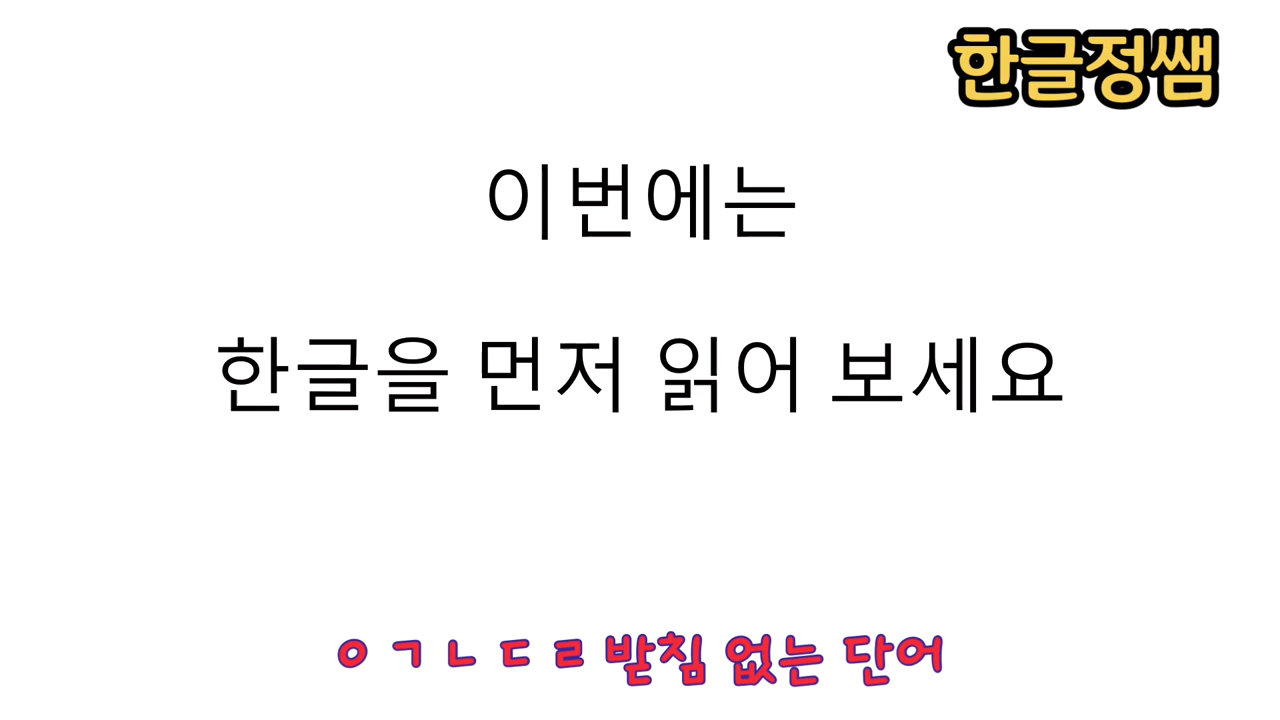 한글정쌤
이번에는
한글을 먼저 읽어 보세요
ㅇ ㄱ ㄴ ㄷ ㄹ 받침 없는 단어